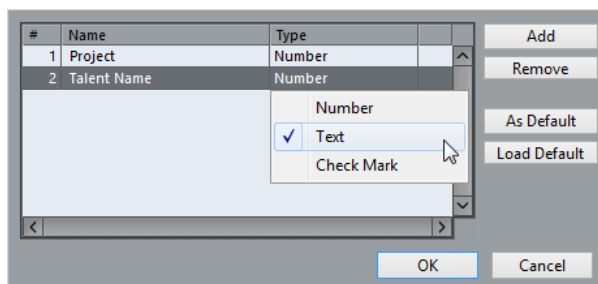 # Name Type
1 Project Number
2 Talent Name Number
Number
Text
Check Mark
Add
Remove
As Default
Load Default
OK Cancel